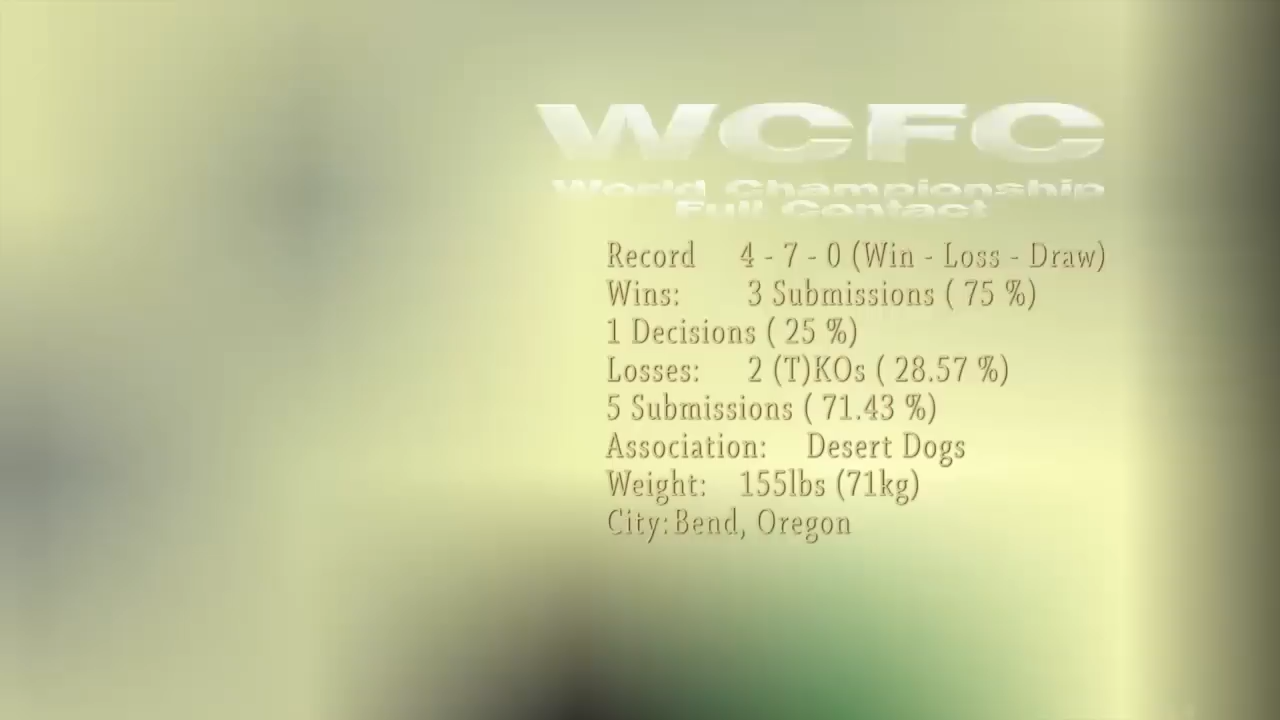 WCFC
World Championship
Full Contact
Record 4 - 7 - 0 (Win - Loss - Draw)
Wins: 3 Submissions ( 75 %)
1 Decisions ( 25 %)
Losses: 2 (T)KOs ( 28.57 %)
5 Submissions ( 71.43 %)
Association: Desert Dogs
Weight: 155lbs (71kg)
City: Bend, Oregon